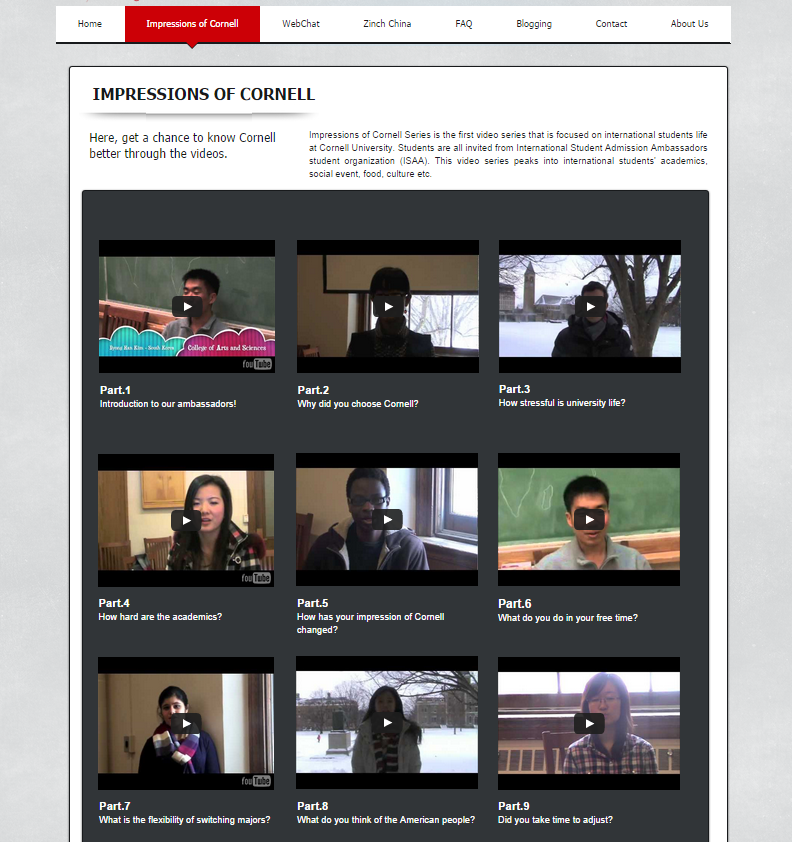 Home Impressions of Cornell WebChat Zinch China FAQ Blogging Contact About Us
IMPRESSIONS OF CORNELL
Here, get a chance to know Cornell
better through the videos.
Impressions of Cornell Series is the first video series that is focused on international students life
at Cornell University. Students are all invited from International Student Admission Ambassadors
student organization (ISAA). This video series peaks into international students' academics,
social event, food, culture etc.
College of Arts and Sciences
YouTube
Part.1
Introduction to our ambassadors!
Part.2
Why did you choose Cornell?
Part.3
How stressful is university life?
YouTube
Part.4
How hard are the academics?
Part.5
How has your impression of Cornell
changed?
Part.6
What do you do in your free time?
YouTube
Part.7
What is the flexibility of switching majors?
Part.8
What do you think of the American people?
Part.9
Did you take time to adjust?